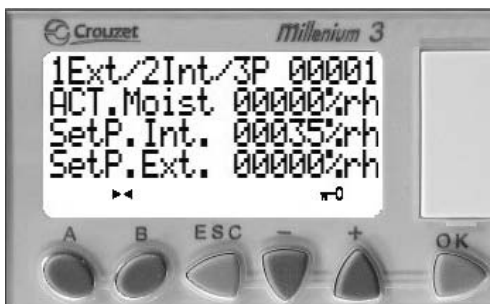 Crouzet Millenium 3
1Ext/2Int/3P 00001
ACT.Moist 00000%rh
SetP.Int. 00035%rh
SetP.Ext. 00000%rh
A B ESC - + OK